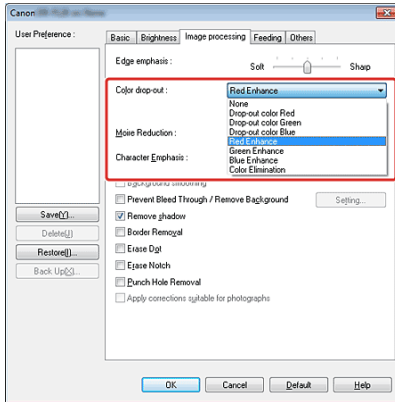 Canon
User Preference :
Basic Brightness Image processing Feeding Others
Edge emphasis :
Soft Sharp
Color drop-out :
Red Enhance
None
Drop-out color Red
Drop-out color Green
Drop-out color Blue
Red Enhance
Green Enhance
Blue Enhance
Color Elimination
Moire Reduction :
Character Emphasis :
Background smoothing
Prevent Bleed Through / Remove Background
Setting...
Save(Y)...
Remove shadow
Delete(J)
Border Removal
Restore(I)...
Erase Dot
Back Up(X)...
Erase Notch
Punch Hole Removal
Apply corrections suitable for photographs
OK Cancel Default Help